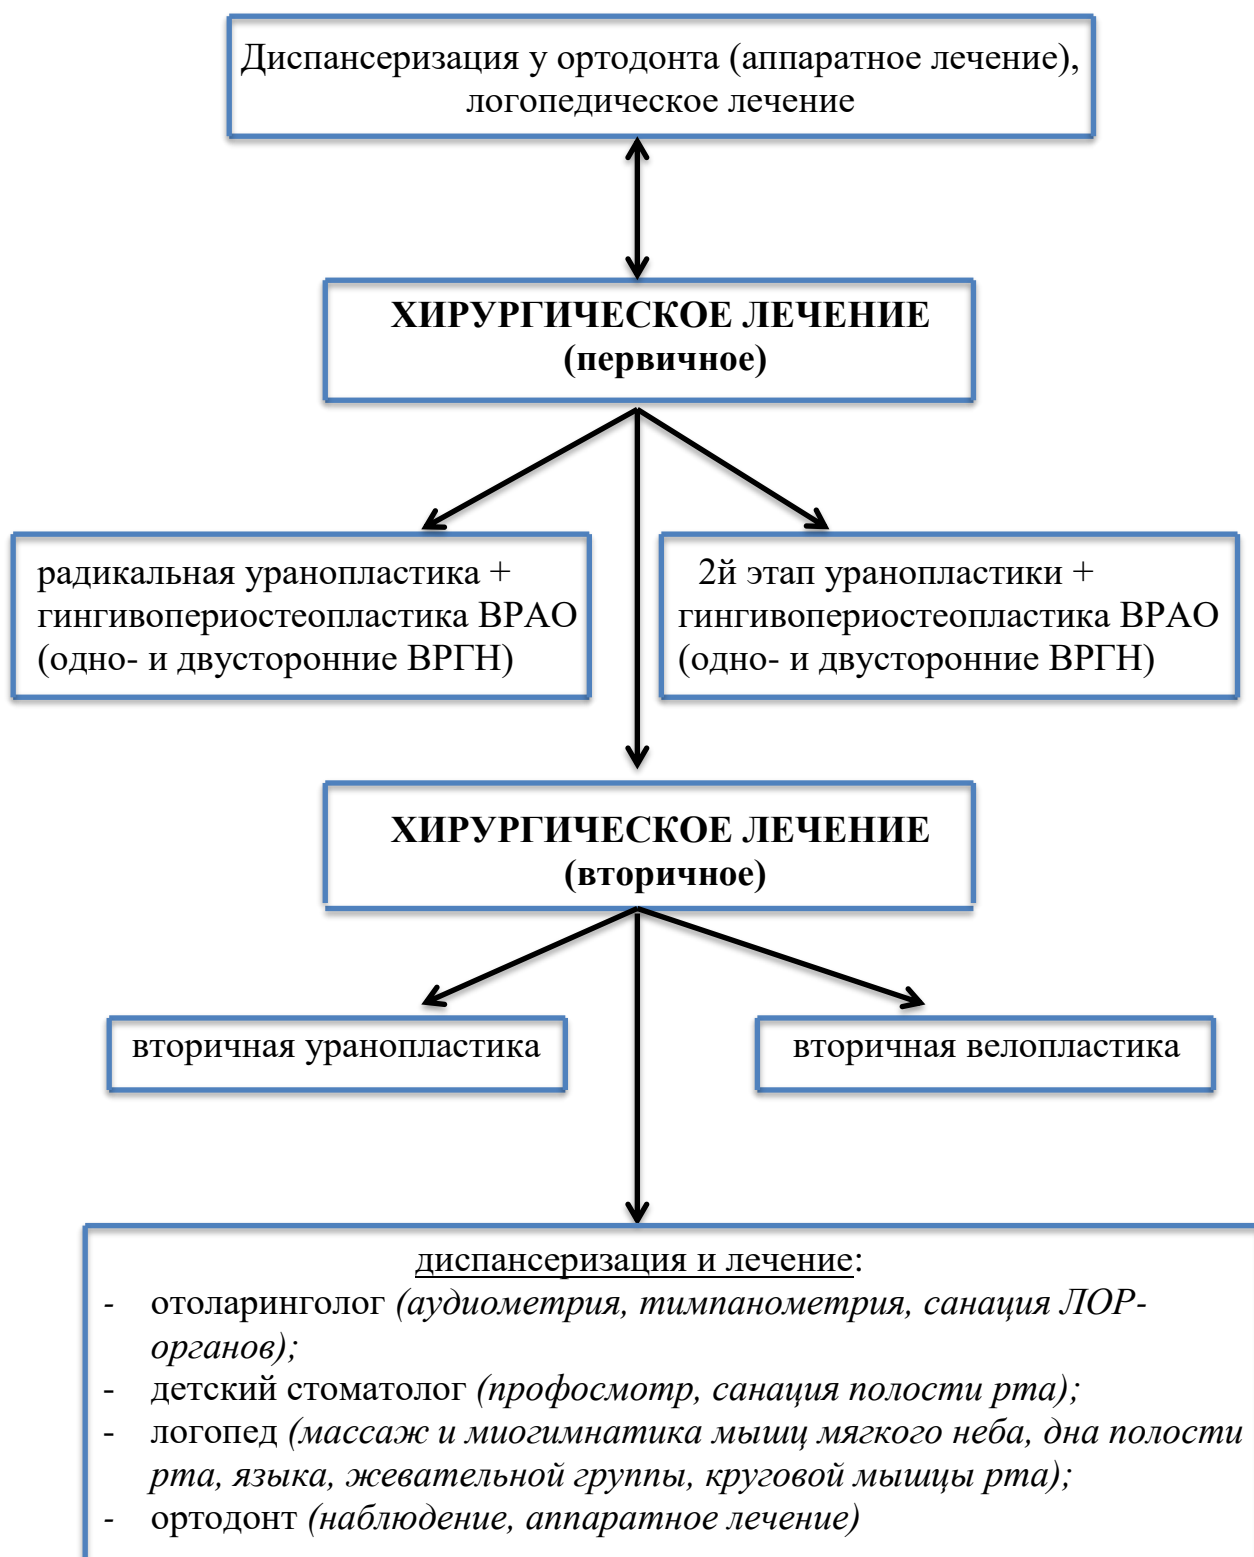 Диспансеризация у ортодонта (аппаратное лечение),
логопедическое лечение
ХИРУРГИЧЕСКОЕ ЛЕЧЕНИЕ
(первичное)
радикальная уранопластика +
гингивопериостеопластика ВРАО
(одно- и двусторонние ВРГН)
2й этап уранопластики +
гингивопериостеопластика ВРАО
(одно- и двусторонние ВРГН)
ХИРУРГИЧЕСКОЕ ЛЕЧЕНИЕ
(вторичное)
вторичная уранопластика
вторичная велопластика
диспансеризация и лечение:
- отоларинголог (аудиометрия, тимпанометрия, санация ЛОР-
органов);
- детский стоматолог (профосмотр, санация полости рта);
- логопед (массаж и миогимнатика мышц мягкого неба, дна полости
рта, языка, жевательной группы, круговой мышцы рта);
- ортодонт (наблюдение, аппаратное лечение)